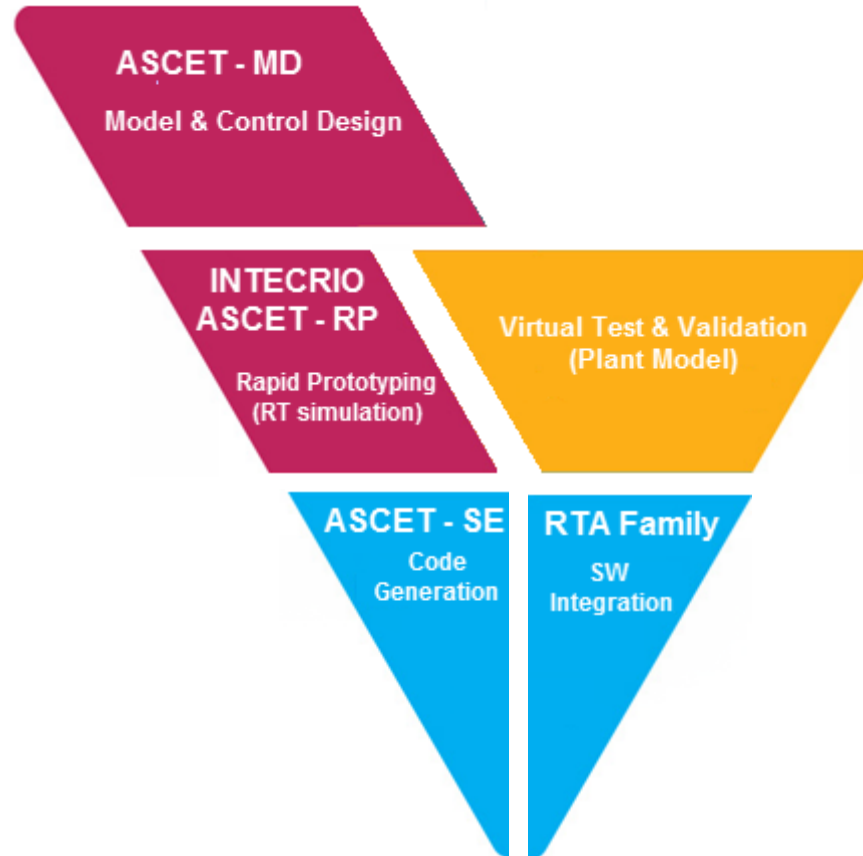 ASCET - MD
Model & Control Design
INTECRIO
ASCET - RP
Rapid Prototyping
(RT simulation)
Virtual Test & Validation
(Plant Model)
ASCET - SE
Code
Generation
RTA Family
SW
Integration